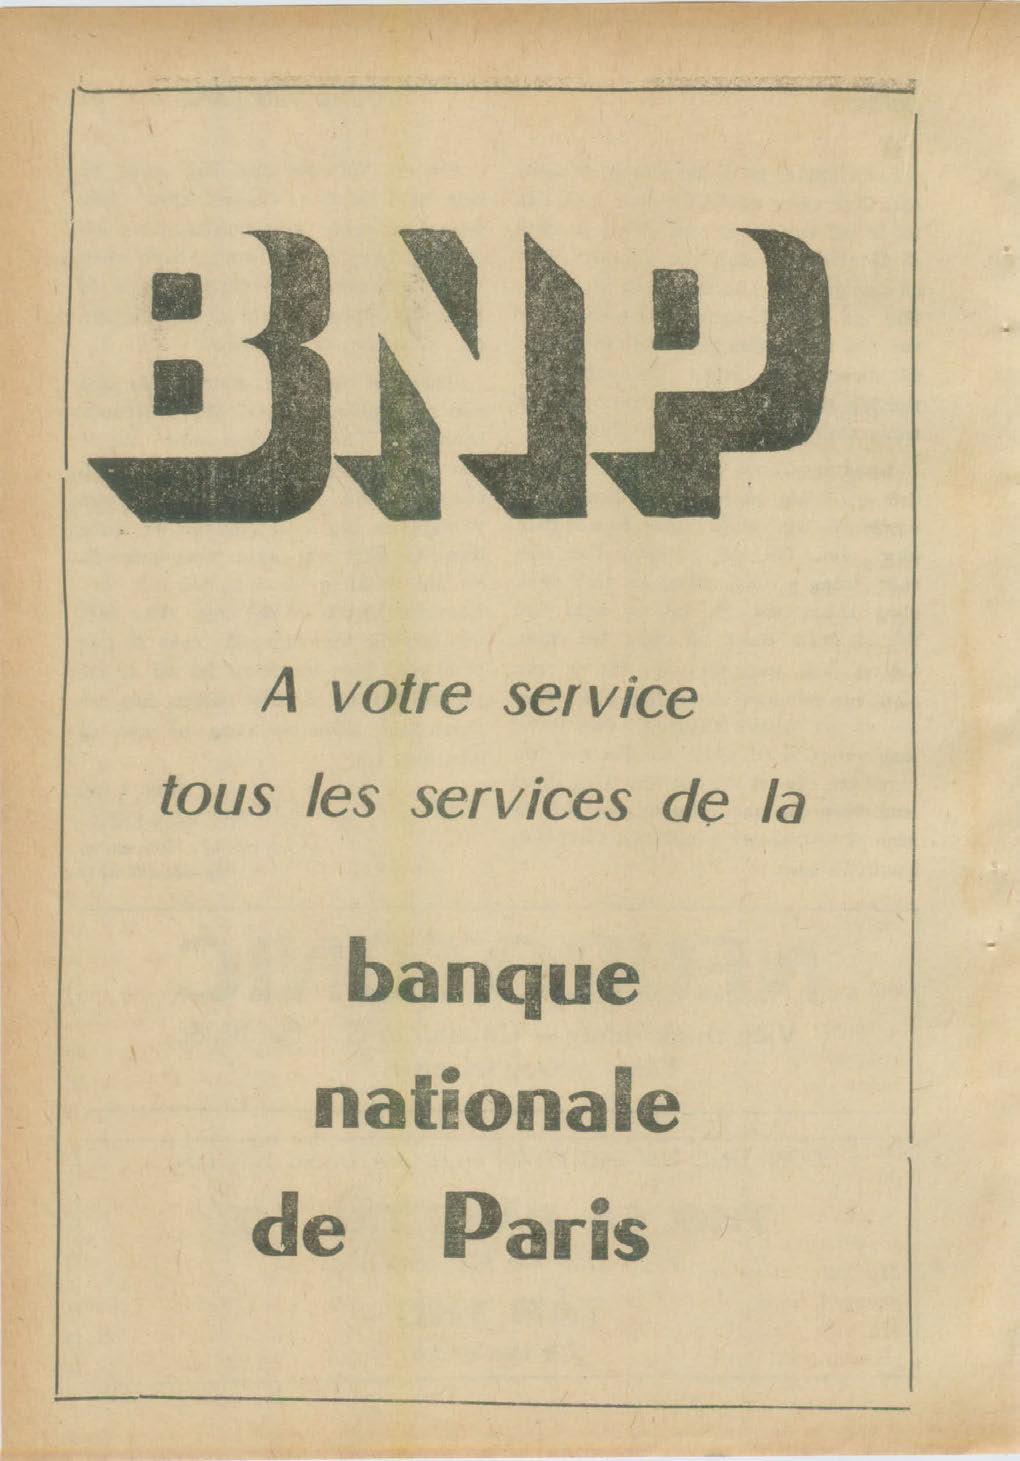 BNP
A votre service
tous les services de la
banque
nationale
de Paris